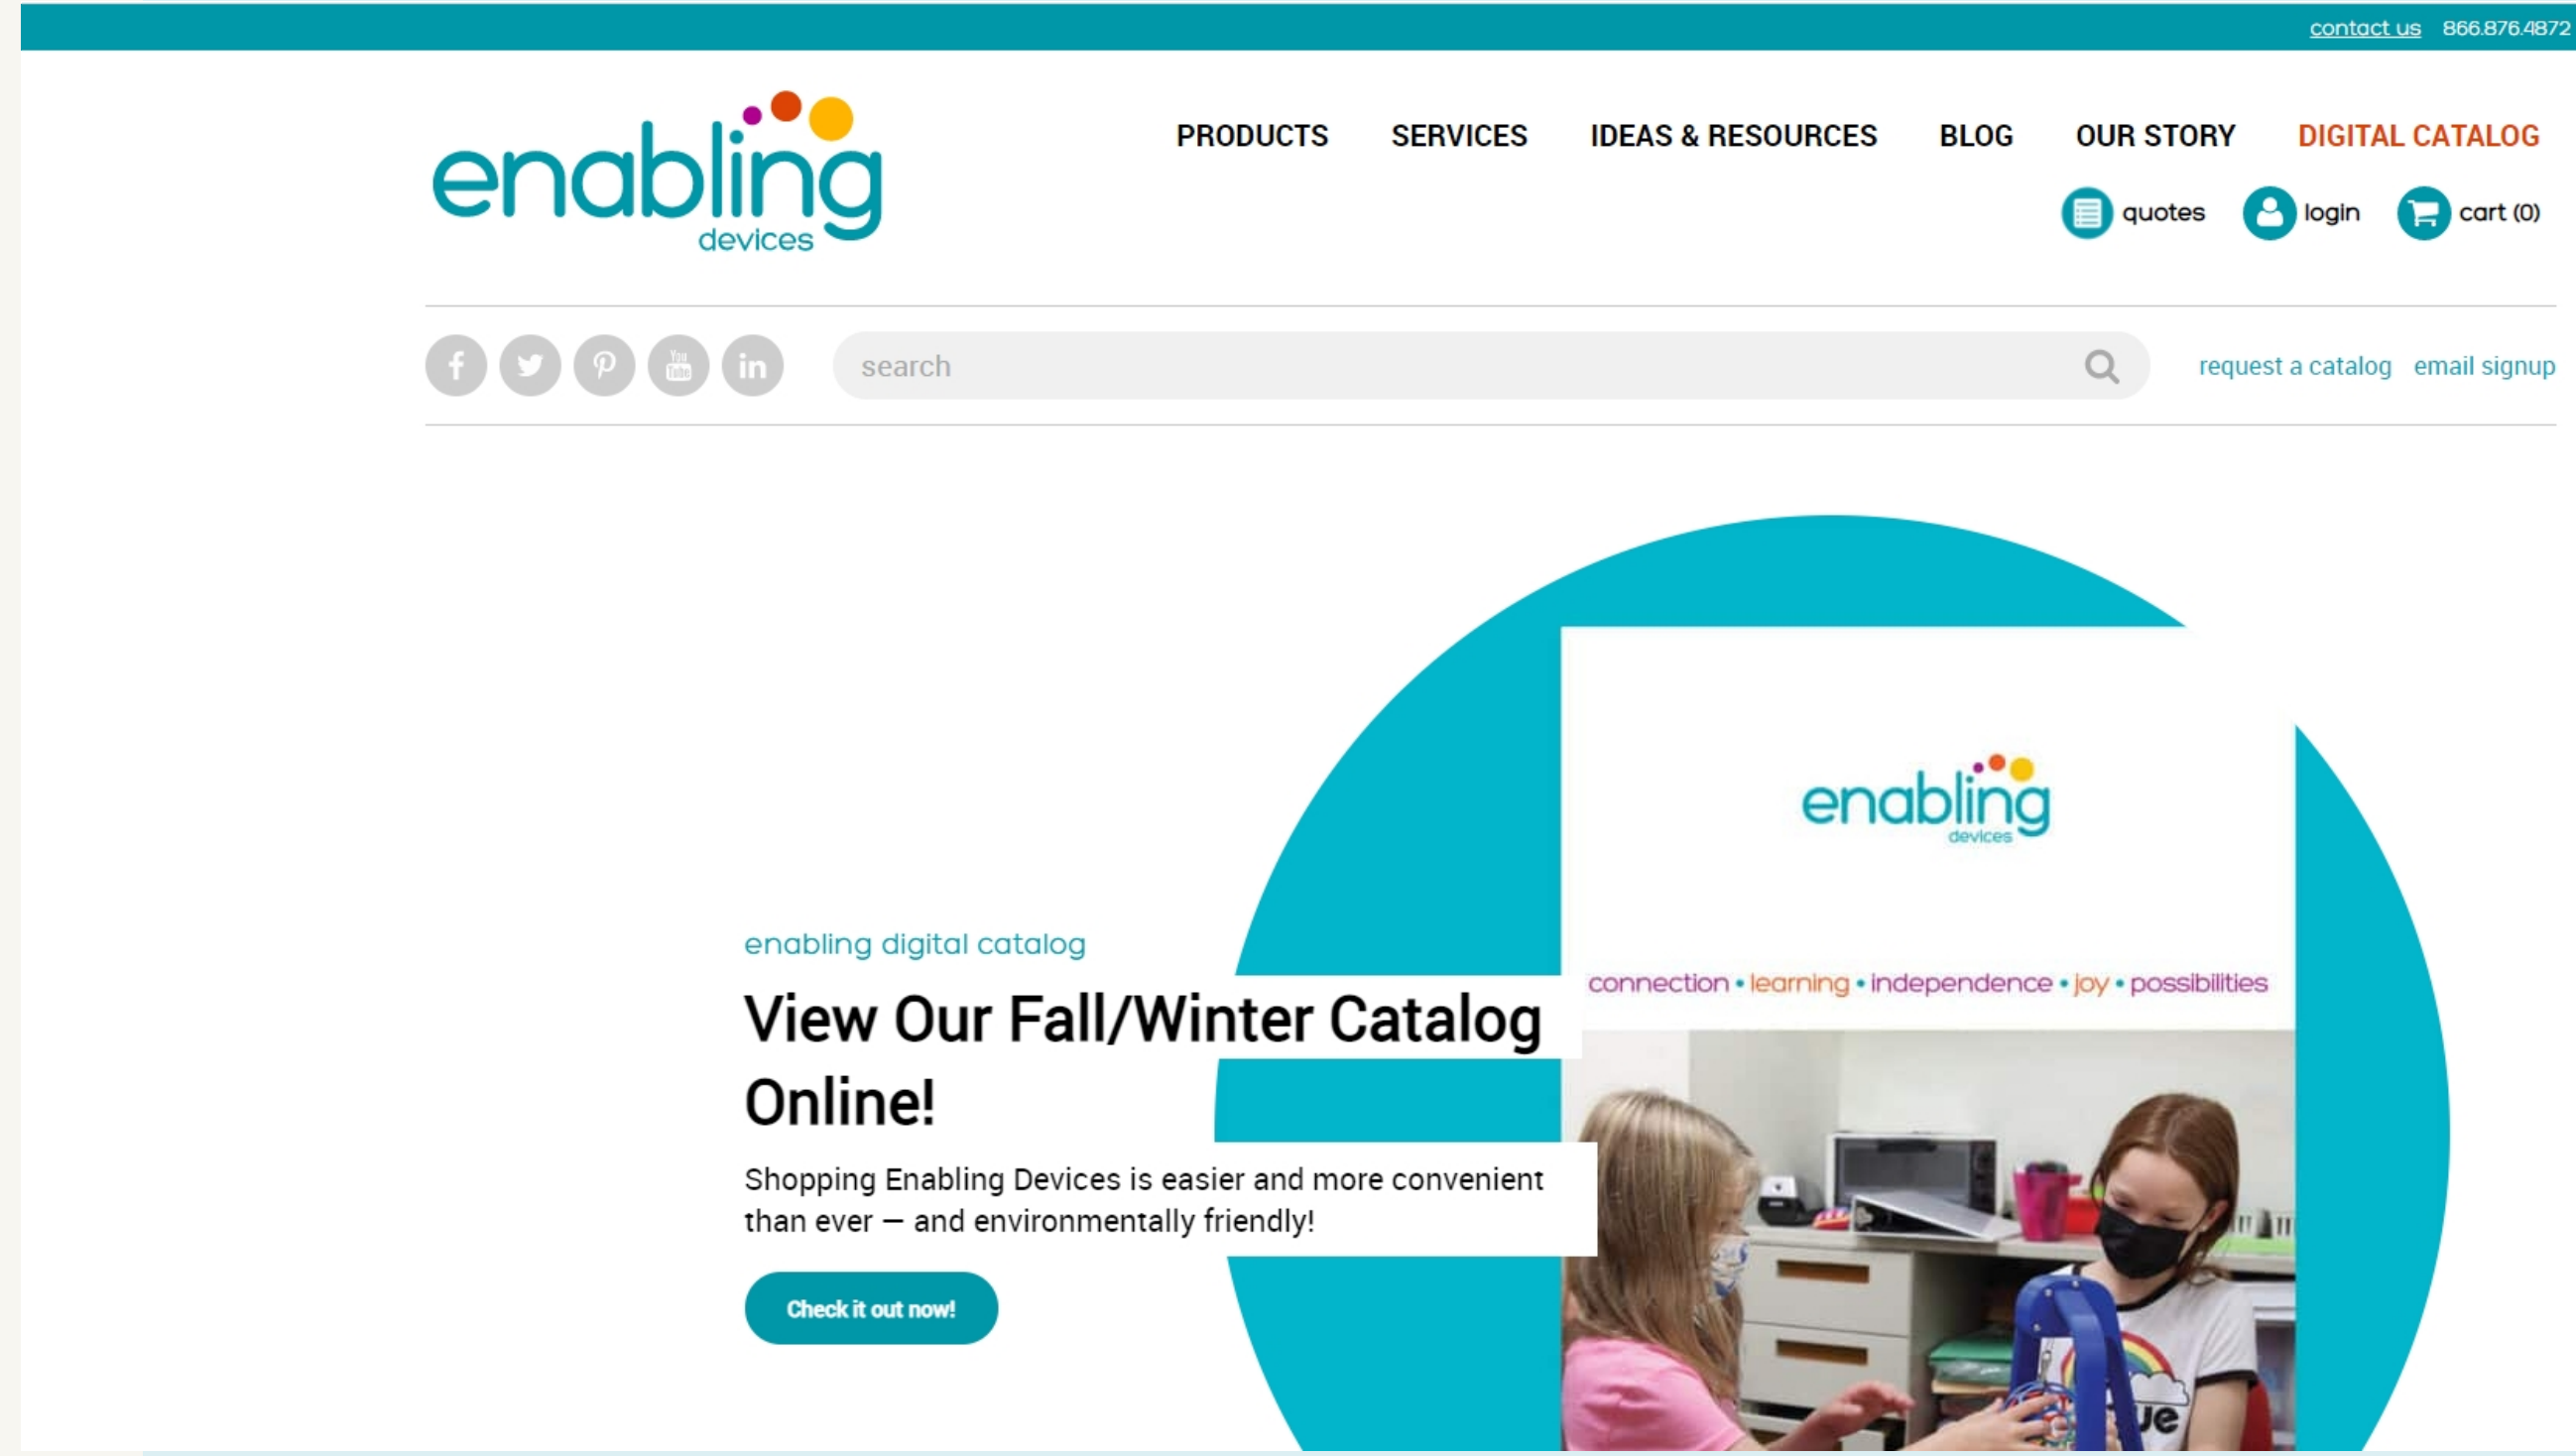 contact us 866.876.4872
enabling
devices
PRODUCTS SERVICES IDEAS & RESOURCES BLOG OUR STORY DIGITAL CATALOG
quotes login cart (0)
You
Tube
search
request a catalog email signup
enabling
devices
connection • learning • independence • joy • possibilities
enabling digital catalog
View Our Fall/Winter Catalog
Online!
Shopping Enabling Devices is easier and more convenient
than ever — and environmentally friendly!
Check it out now!